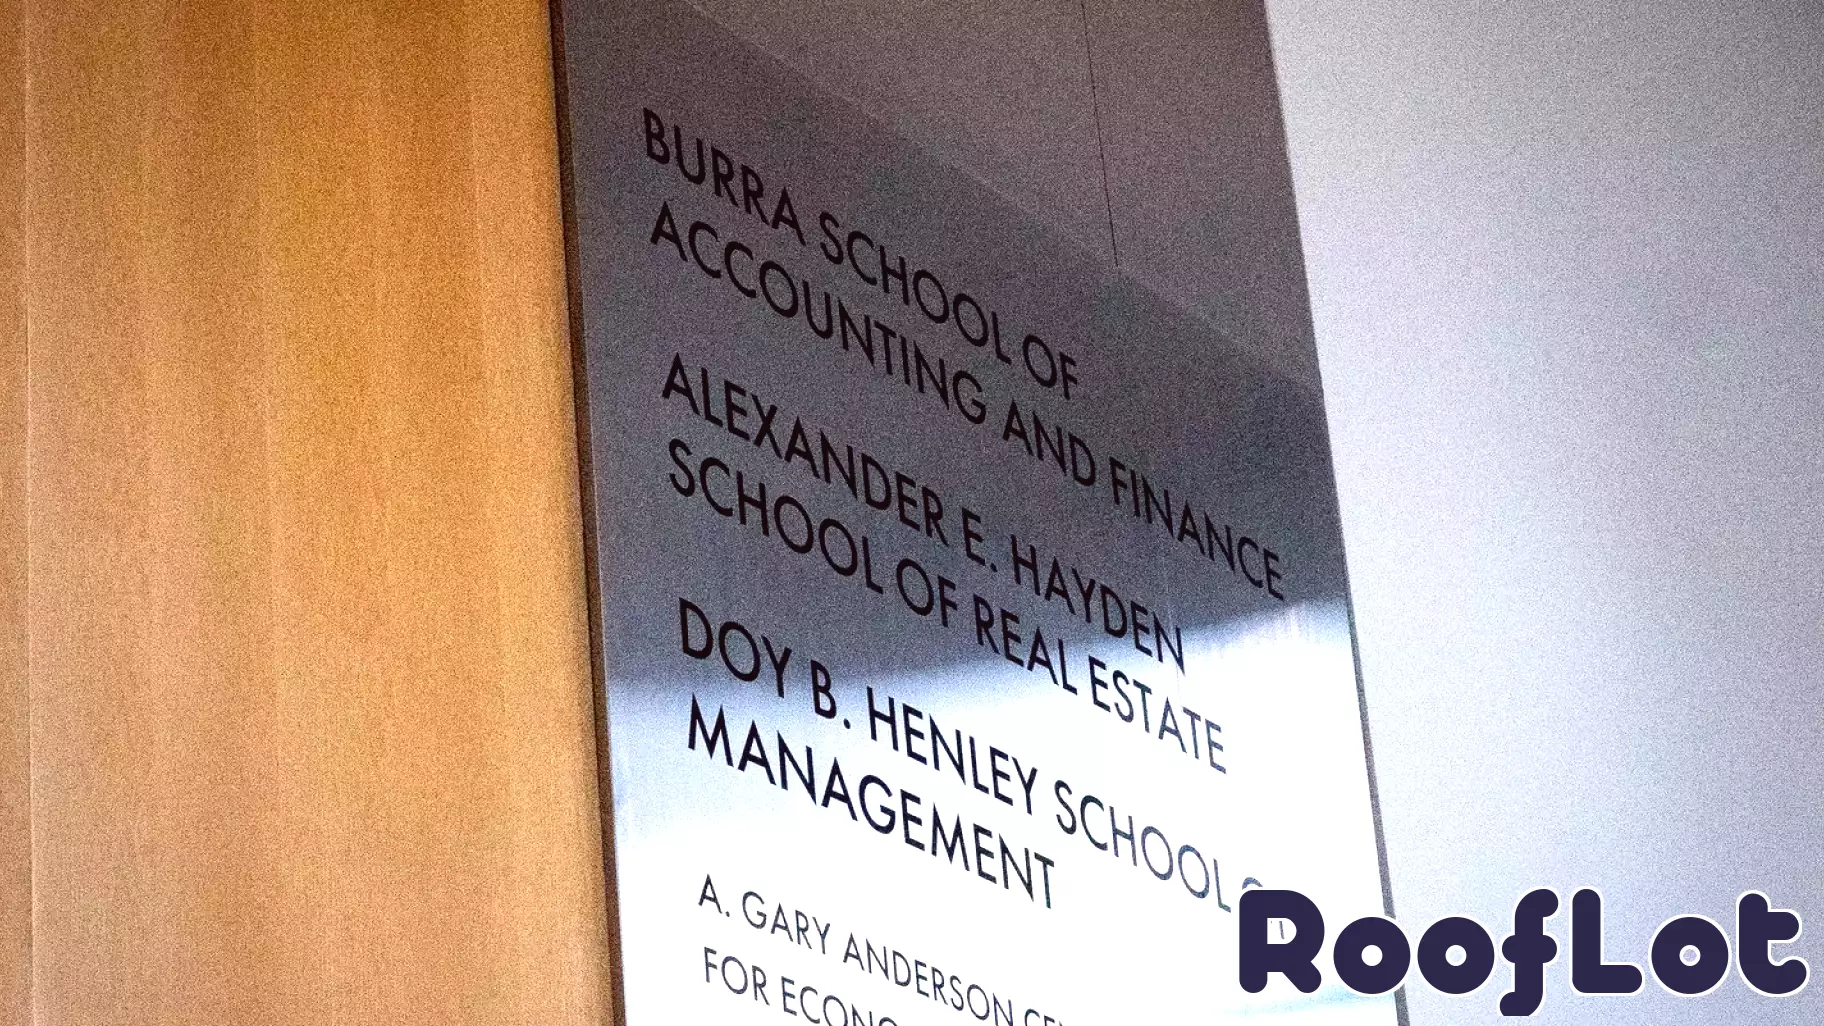 BURRA SCHOOL OF
ACCOUNTING AND FINANCE
ALEXANDER E. HAYDEN
SCHOOL OF REAL ESTATE
DOY B. HENLEY SCHOOL
MANAGEMENT
A. GARY ANDERSON
FOR
RoofLot